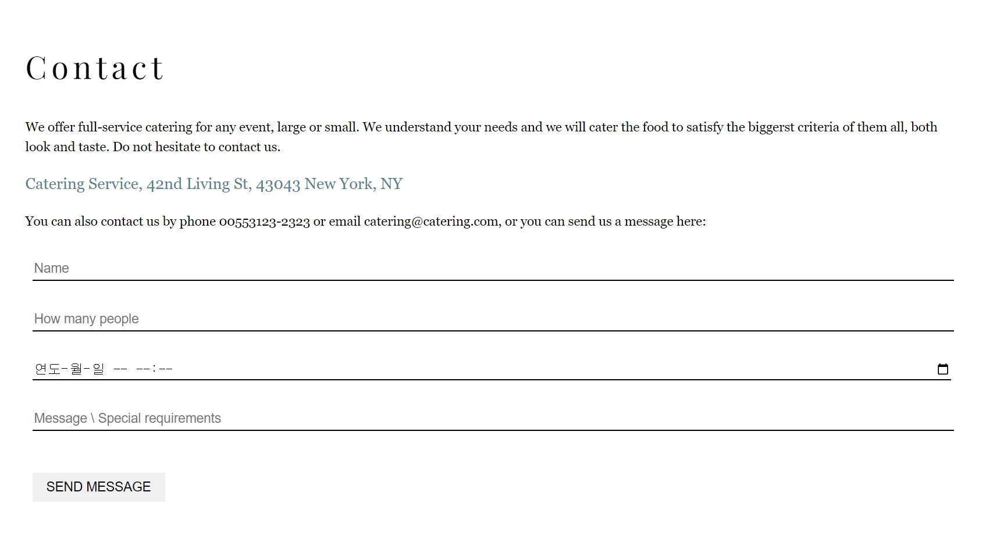 Contact
We offer full-service catering for any event, large or small. We understand your needs and we will cater the food to satisfy the biggerst criteria of them all, both
look and taste. Do not hesitate to contact us.
Catering Service, 42nd Living St, 43043 New York, NY
You can also contact us by phone 00553123-2323 or email catering@catering.com, or you can send us a message here:
Name
How many people
연도-월-일 -- --:--
Message \ Special requirements
SEND MESSAGE